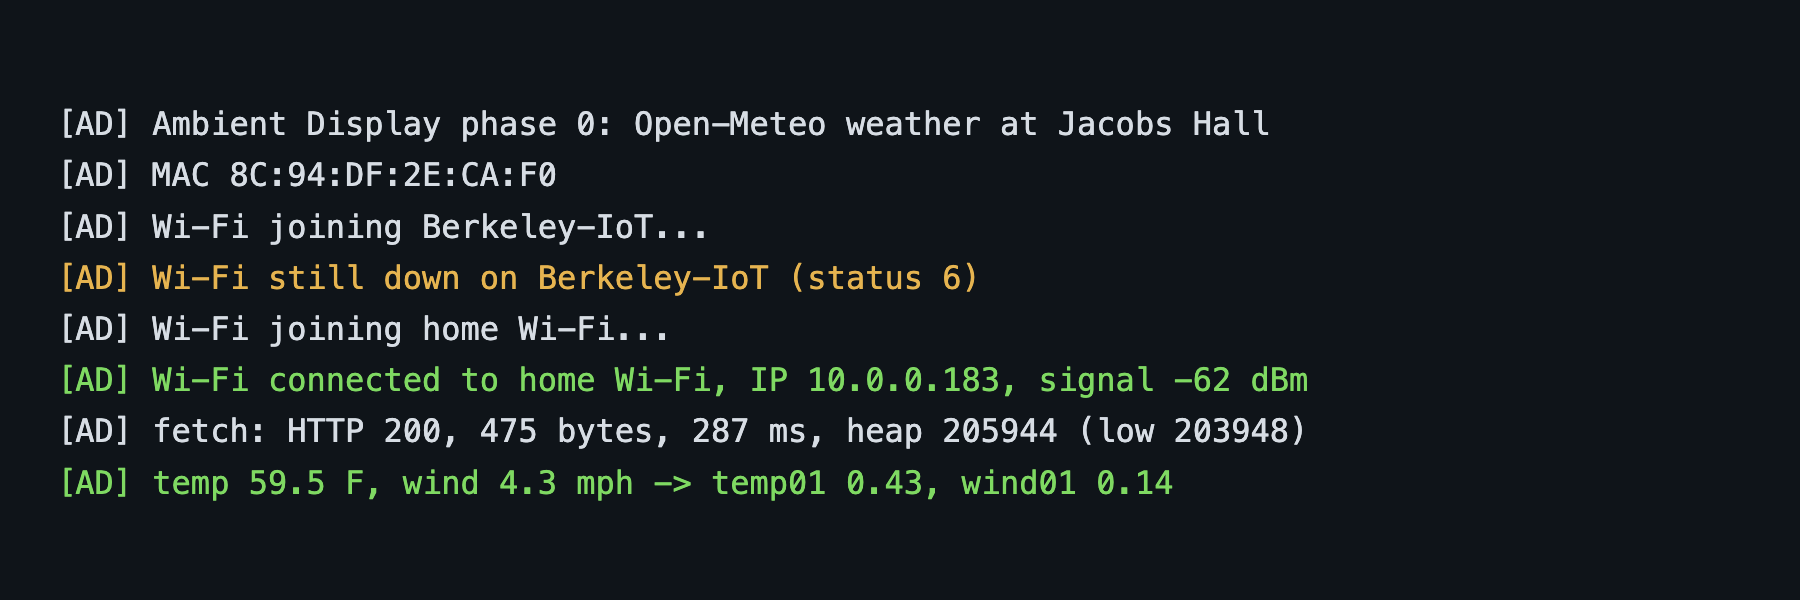 [AD] Ambient Display phase 0: Open-Meteo weather at Jacobs Hall
[AD] MAC 8C:94:DF:2E:CA:F0
[AD] Wi-Fi joining Berkeley-IoT...
[AD] Wi-Fi still down on Berkeley-IoT (status 6)
[AD] Wi-Fi joining home Wi-Fi...
[AD] Wi-Fi connected to home Wi-Fi, IP 10.0.0.183, signal -62 dBm
[AD] fetch: HTTP 200, 475 bytes, 287 ms, heap 205944 (low 203948)
[AD] temp 59.5 F, wind 4.3 mph -> temp01 0.43, wind01 0.14